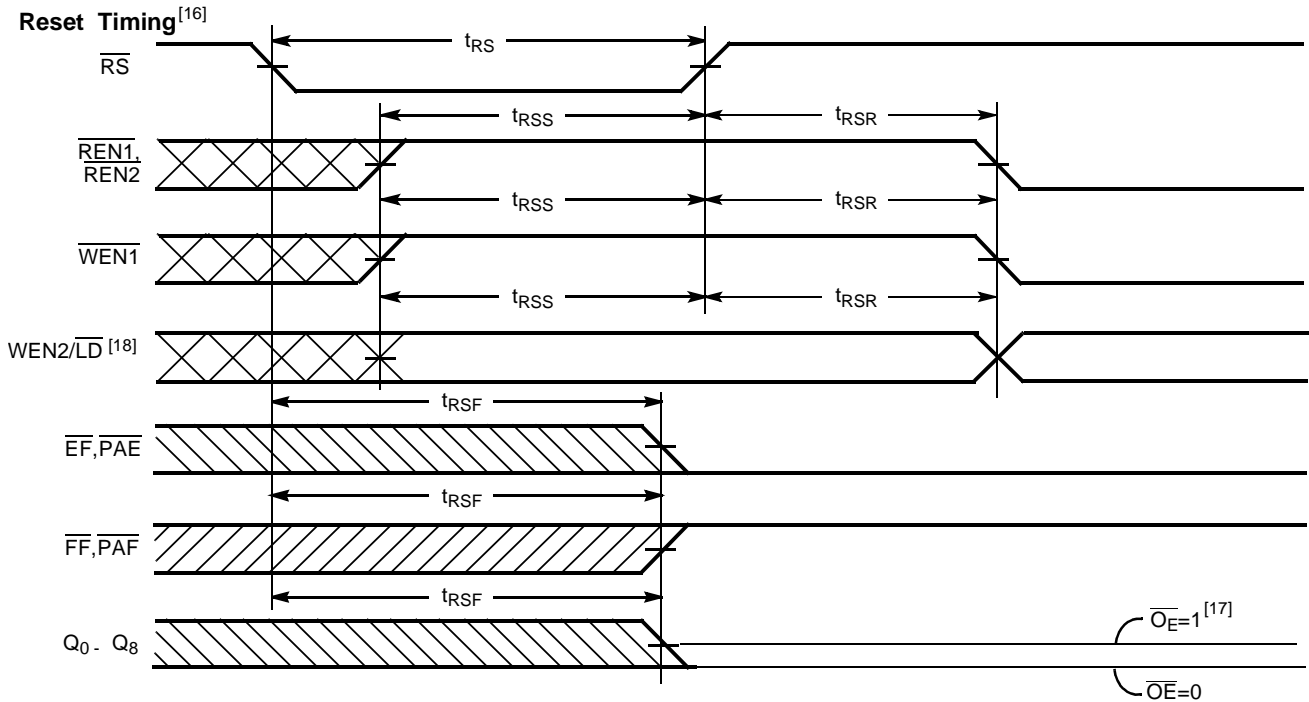 Reset Timing[16]
RS
tRS
tRSS
tRSR
REN1,
REN2
tRSS
tRSR
WEN1
tRSS
tRSR
WEN2/LD [18]
tRSF
EF,PAE
tRSF
FF,PAF
tRSF
Q0 - Q8
OE=1[17]
OE=0